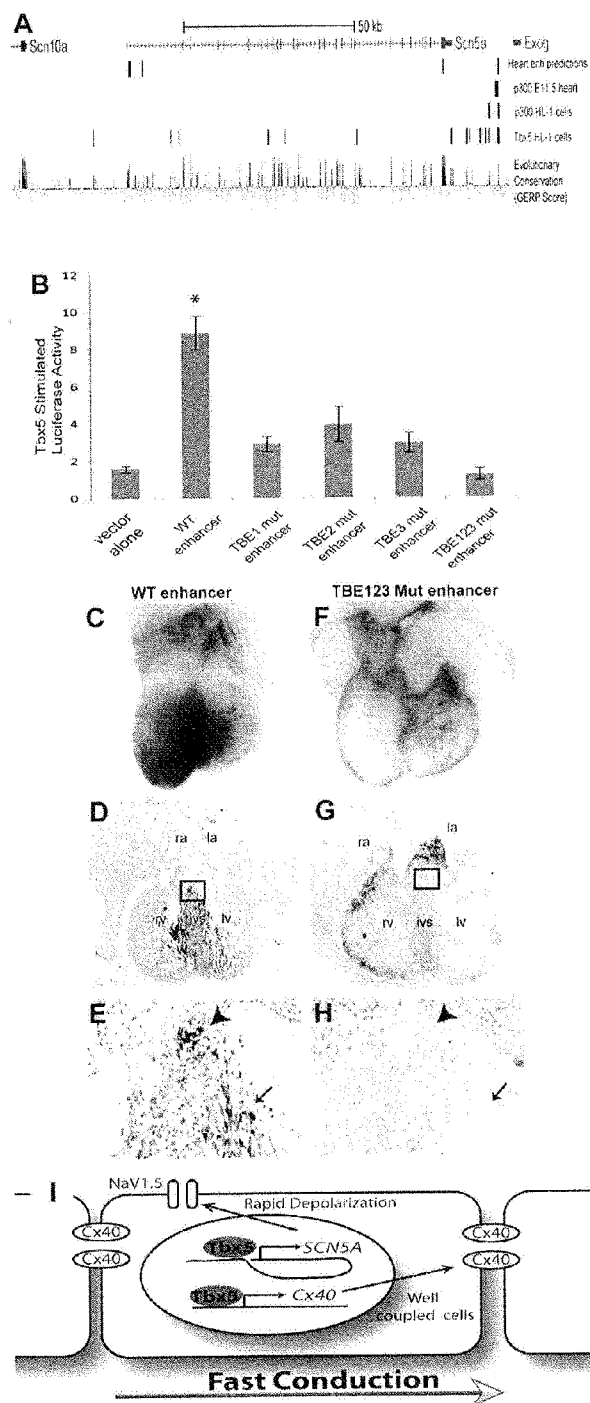 A
50 kb
Scn10a
Scn5a
Exog
Heart enh predictions
p300 E11.5 heart
p300 HL-1 cells
Tbx5 HL-1 cells
Evolutionary
Conservation
(GERP Score)
B
Tbx5 Stimulated
Luciferase Activity
12
10
8
6
4
2
0
*
vector
alone
WT
enhancer
TBE1 mut
enhancer
TBE2 mut
enhancer
TBE3 mut
enhancer
TBE123 mut
enhancer
WT enhancer
TBE123 Mut enhancer
C
F
D
ra
la
rv
ivs
lv
G
ra
la
rv
ivs
lv
E
H
I
NaV1.5
Rapid Depolarization
Cx40
Cx40
Tbx5
SCN5A
Tbx5
Cx40
Cx40
Cx40
Well
coupled cells
Fast Conduction